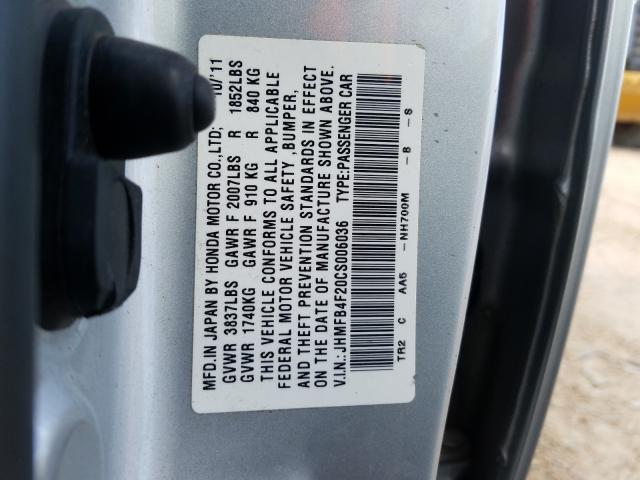 MFD.IN JAPAN BY HONDA MOTOR CO.,LTD; 10/'11
GVWR 3837LBS GAWR F 2007LBS R 1852LBS
GVWR 1740KG GAWR F 910 KG R 840 KG
THIS VEHICLE CONFORMS TO ALL APPLICABLE
FEDERAL MOTOR VEHICLE SAFETY ,BUMPER,
AND THEFT PREVENTION STANDARDS IN EFFECT
ON THE DATE OF MANUFACTURE SHOWN ABOVE.
V.I.N.:JHMFB4F20CS006036 TYPE:PASSENGER CAR
TR2 C AA5 -NH700M -B -S